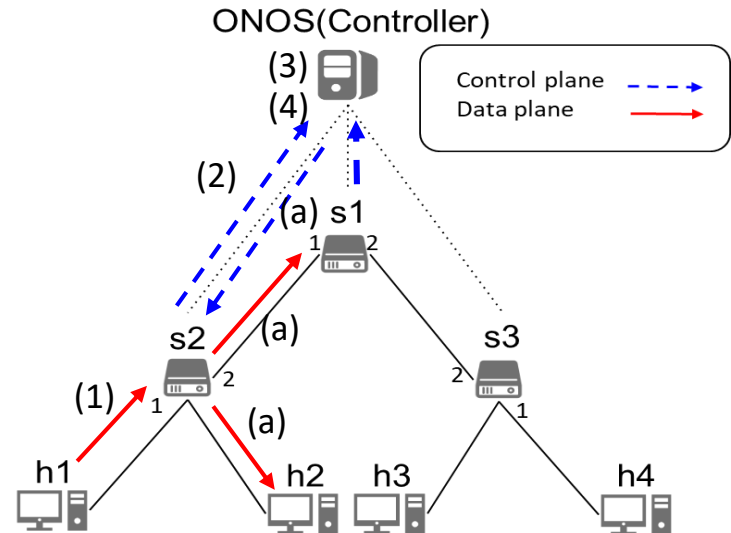 ONOS(Controller)
(3)
(4)
Control plane
Data plane
(2)
(a)
s1
1
2
(a)
s2
s3
2
2
(1)
1
(a)
1
h1
h2
h3
h4